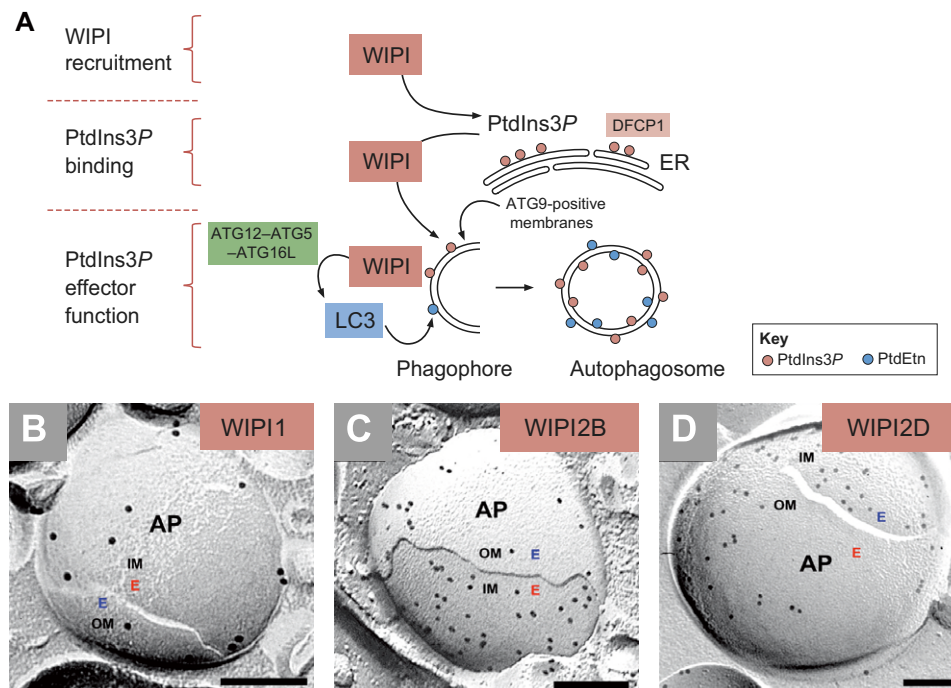 A
WIPI
recruitment
PtdIns3P
binding
PtdIns3P
effector
function
WIPI
PtdIns3P
DFCP1
WIPI
ER
ATG9-positive
membranes
ATG12–ATG5
–ATG16L
WIPI
LC3
Phagophore
Autophagosome
Key
PtdIns3P
PtdEtn
B
WIPI1
AP
IM
E
E
OM
C
WIPI2B
AP
OM
E
IM
E
D
WIPI2D
IM
OM
E
E
AP